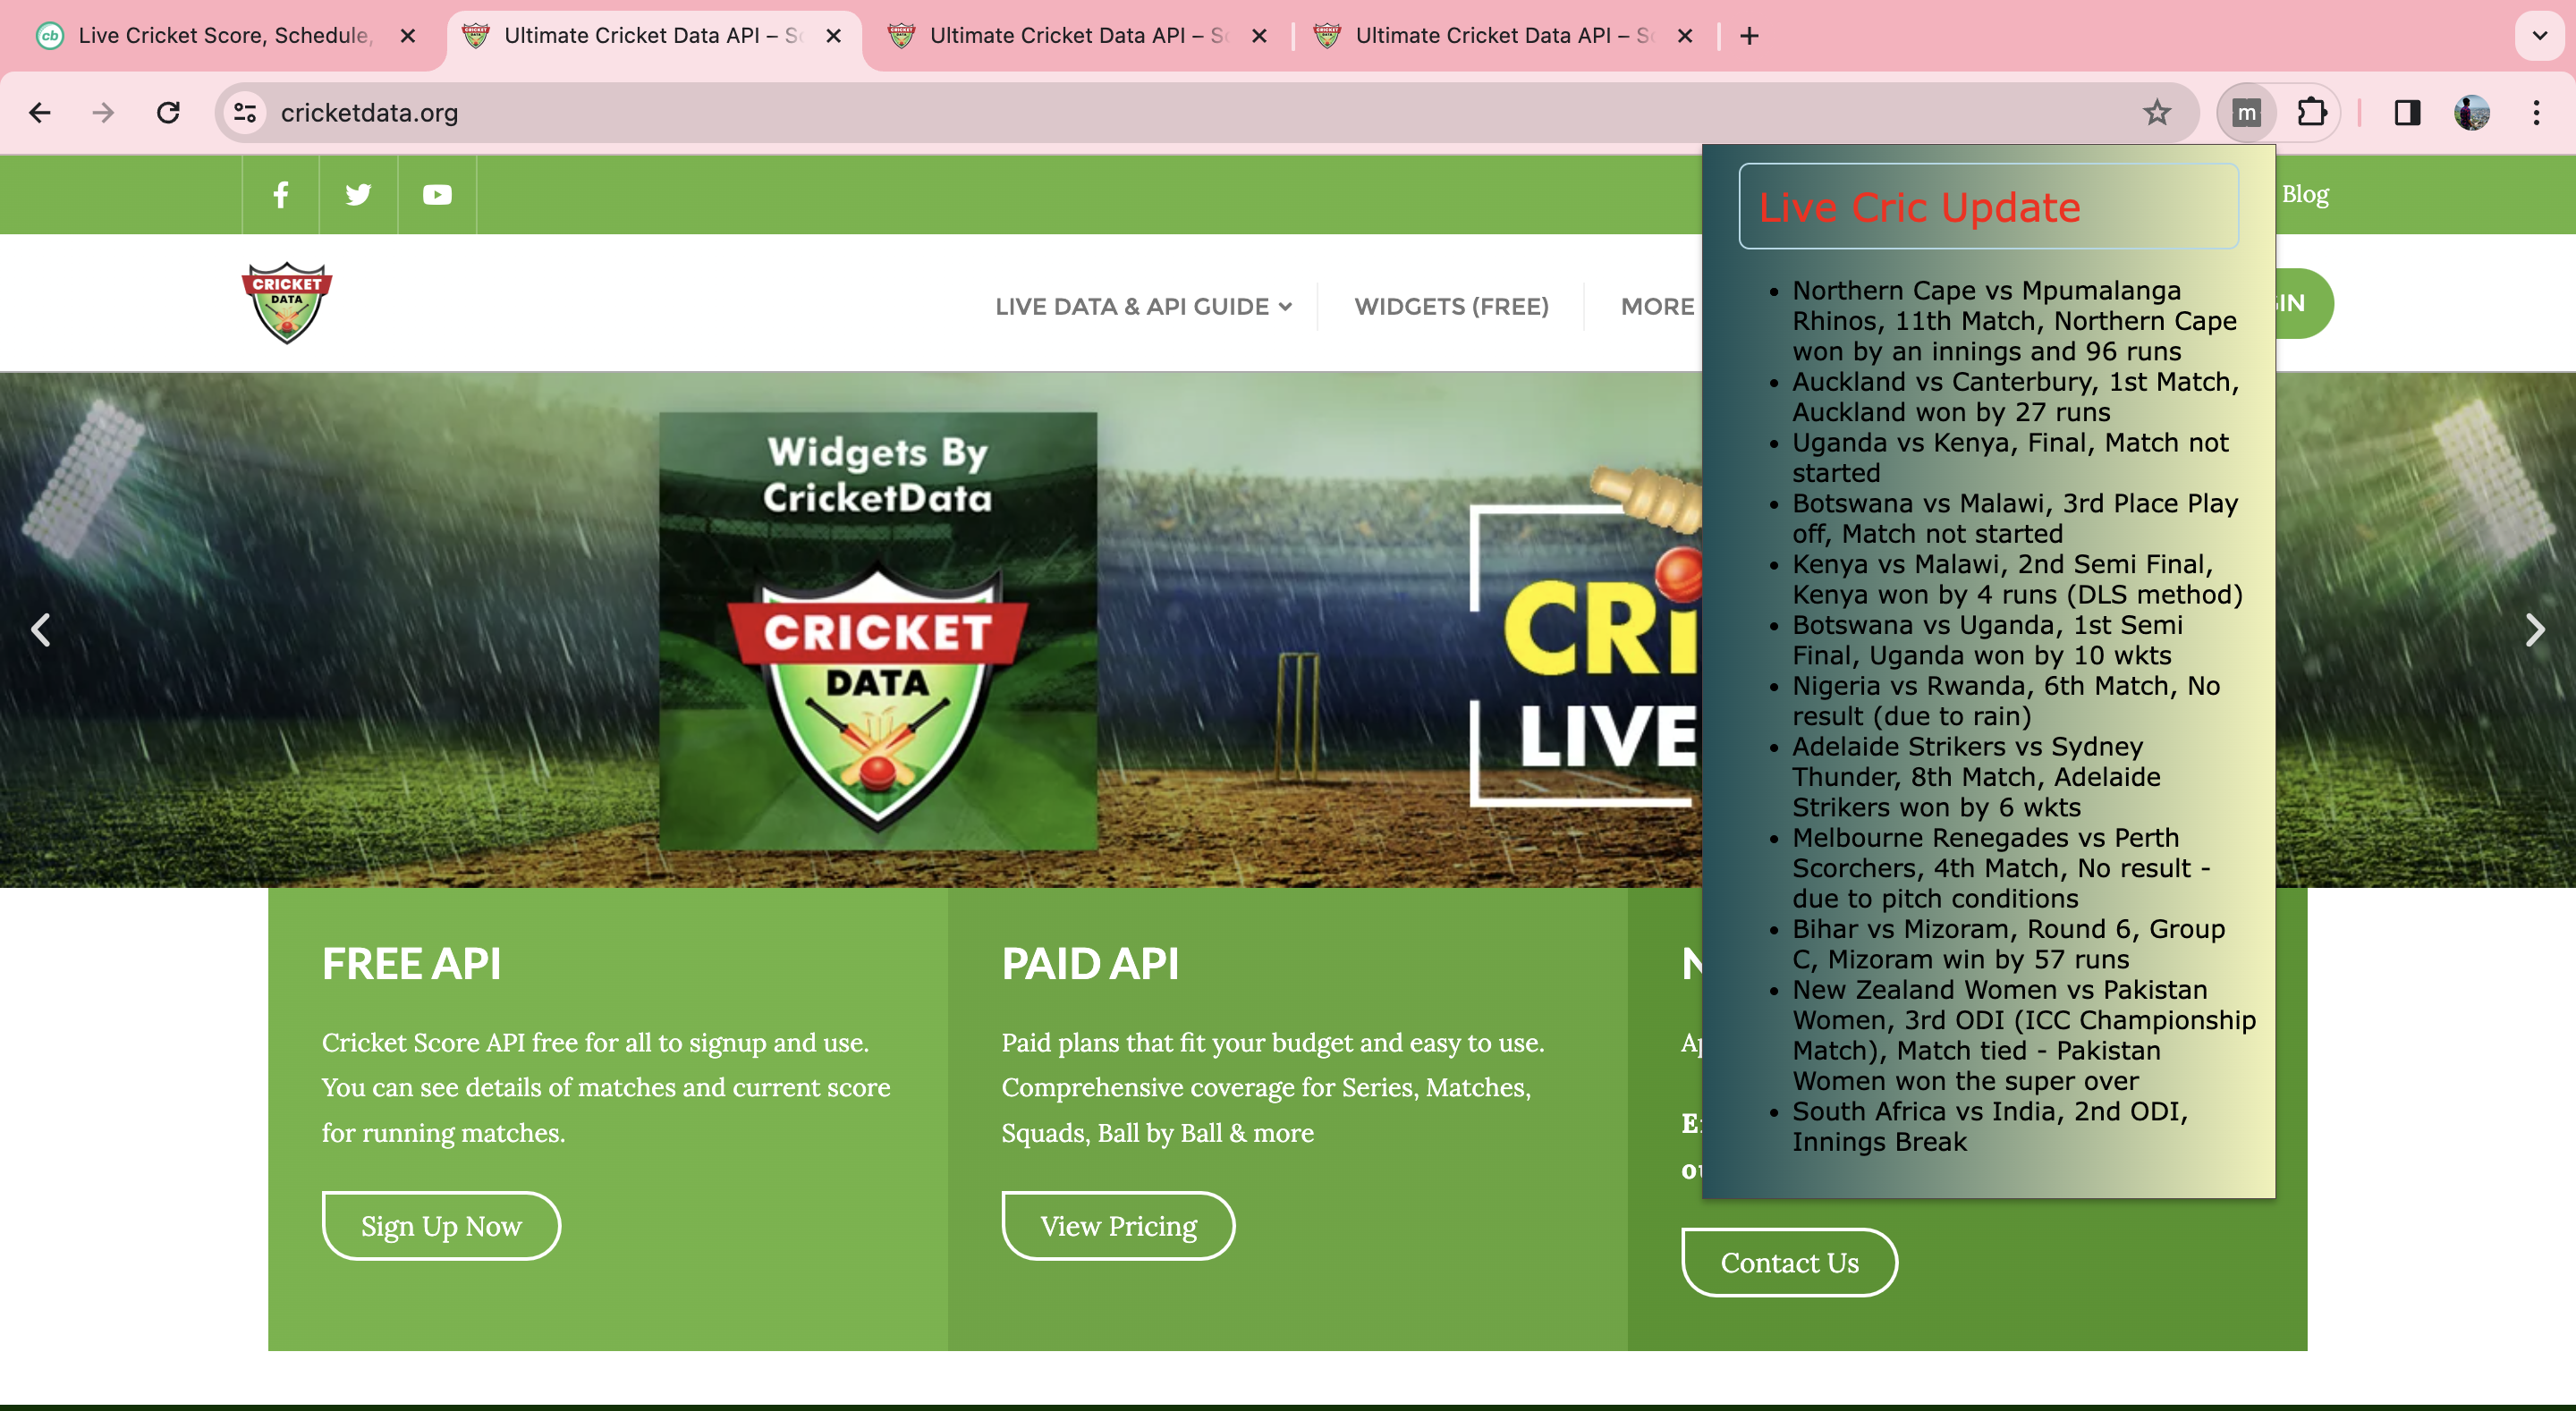 cb Live Cricket Score, Schedule,
Ultimate Cricket Data API –
Ultimate Cricket Data API –
Ultimate Cricket Data API –
cricketdata.org
m
Blog
CRICKET
DATA
LIVE DATA & API GUIDE
WIDGETS (FREE)
MORE
Widgets By
CricketData
CRICKET
DATA
CRi
LIVE
Live Cric Update
• Northern Cape vs Mpumalanga
Rhinos, 11th Match, Northern Cape
won by an innings and 96 runs
• Auckland vs Canterbury, 1st Match,
Auckland won by 27 runs
• Uganda vs Kenya, Final, Match not
started
• Botswana vs Malawi, 3rd Place Play
off, Match not started
• Kenya vs Malawi, 2nd Semi Final,
Kenya won by 4 runs (DLS method)
• Botswana vs Uganda, 1st Semi
Final, Uganda won by 10 wkts
• Nigeria vs Rwanda, 6th Match, No
result (due to rain)
• Adelaide Strikers vs Sydney
Thunder, 8th Match, Adelaide
Strikers won by 6 wkts
• Melbourne Renegades vs Perth
Scorchers, 4th Match, No result -
due to pitch conditions
• Bihar vs Mizoram, Round 6, Group
C, Mizoram win by 57 runs
• New Zealand Women vs Pakistan
Women, 3rd ODI (ICC Championship
Match), Match tied - Pakistan
Women won the super over
• South Africa vs India, 2nd ODI,
Innings Break
FREE API
Cricket Score API free for all to signup and use.
You can see details of matches and current score
for running matches.
Sign Up Now
PAID API
Paid plans that fit your budget and easy to use.
Comprehensive coverage for Series, Matches,
Squads, Ball by Ball & more
View Pricing
Contact Us